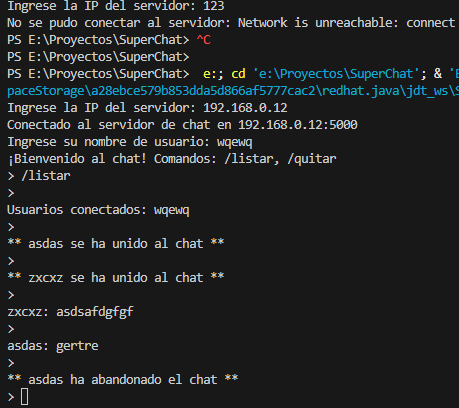 Ingrese la IP del servidor: 123
No se pudo conectar al servidor: Network is unreachable: connect
PS E:\Proyectos\SuperChat> ^C
PS E:\Proyectos\SuperChat>
PS E:\Proyectos\SuperChat>  e:; cd 'e:\Proyectos\SuperChat'; & 'E
paceStorage\a28ebce579b853dda5d866af5777cac2\redhat.java\jdt_ws\S
Ingrese la IP del servidor: 192.168.0.12
Conectado al servidor de chat en 192.168.0.12:5000
Ingrese su nombre de usuario: wqewq
¡Bienvenido al chat! Comandos: /listar, /quitar
> /listar
>
Usuarios conectados: wqewq
>
** asdas se ha unido al chat **
>
** zxcxz se ha unido al chat **
>
zxcxz: asdsafdgfgf
>
asdas: gertre
>
** asdas ha abandonado el chat **
>